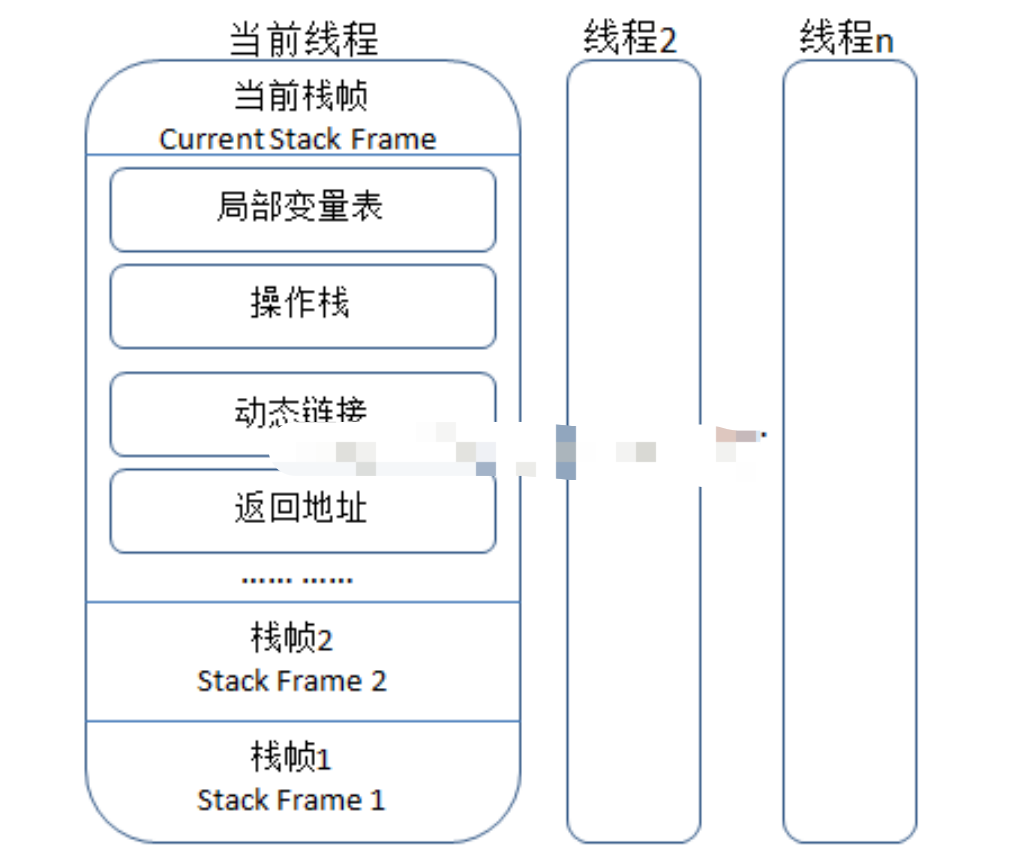 当前线程
线程2
线程n
当前栈帧
Current Stack Frame
局部变量表
操作栈
动态链接
返回地址
…… ……
栈帧2
Stack Frame 2
栈帧1
Stack Frame 1